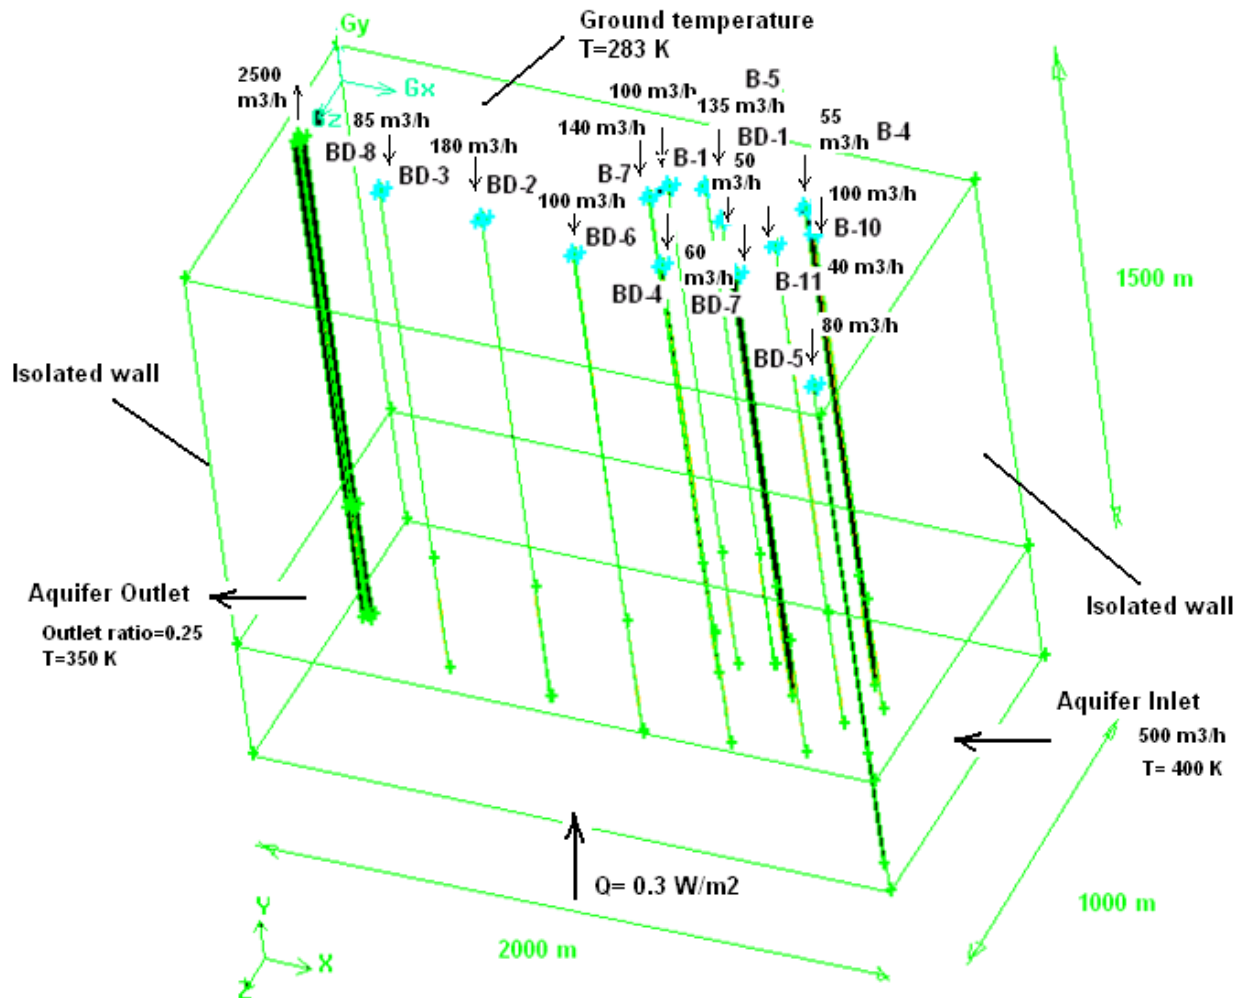 Ground temperature
T=283 K
Gy
Gx
Gz
2500
m3/h
85 m3/h
180 m3/h
100 m3/h
140 m3/h
100 m3/h
135 m3/h
B-5
BD-1
55
m3/h
B-4
BD-8
BD-3
BD-2
BD-6
B-7
B-1
50
m3/h
100 m3/h
B-10
40 m3/h
60
m3/h
BD-4
BD-7
B-11
80 m3/h
BD-5
1500 m
Isolated wall
Isolated wall
Aquifer Outlet
Outlet ratio=0.25
T=350 K
Aquifer Inlet
500 m3/h
T= 400 K
Q= 0.3 W/m2
2000 m
1000 m
Y
X
Z